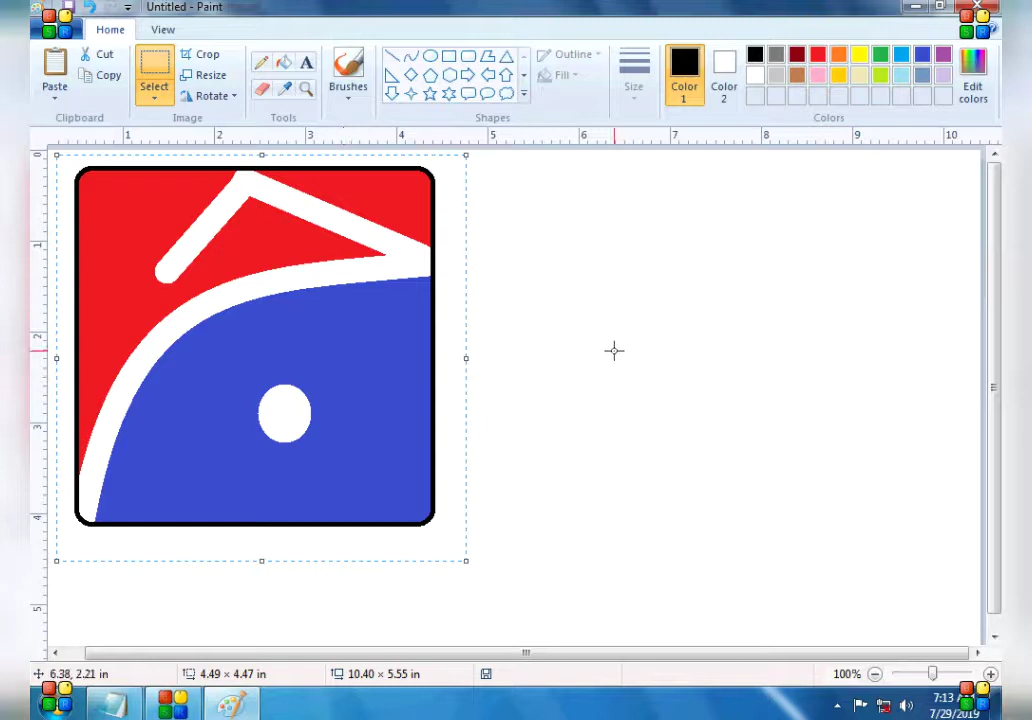 Untitled - Paint
Home View
Paste
Cut
Copy
Clipboard
Select
Crop
Resize
Rotate
Image
A
Tools
Brushes
Outline
Fill
Shapes
Size
Color 1
Color 2
Edit colors
Colors
1 2 3 4 5 6 7 8 9 10
0
1
2
3
4
5
6.38, 2.21 in 4.49 × 4.47 in 10.40 × 5.55 in 100%
7:13
7/29/2019
S R
S R
S R
S R